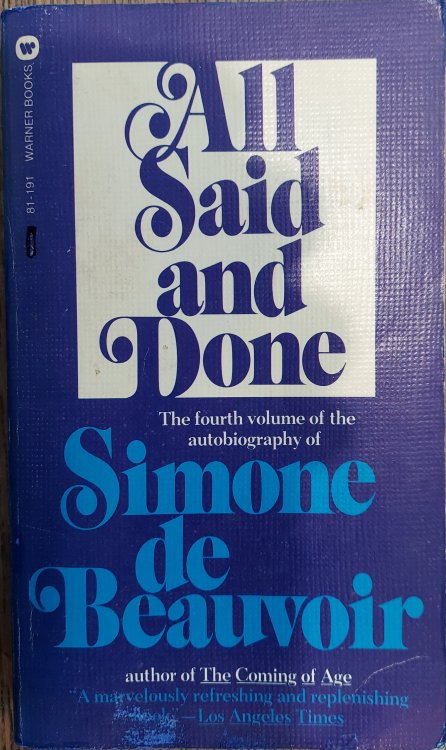 WARNER BOOKS
81-191
All
Said
and
Done
The fourth volume of the
autobiography of
Simone
de
Beauvoir
author of The Coming of Age
"A marvelously refreshing and replenishing
book"—Los Angeles Times